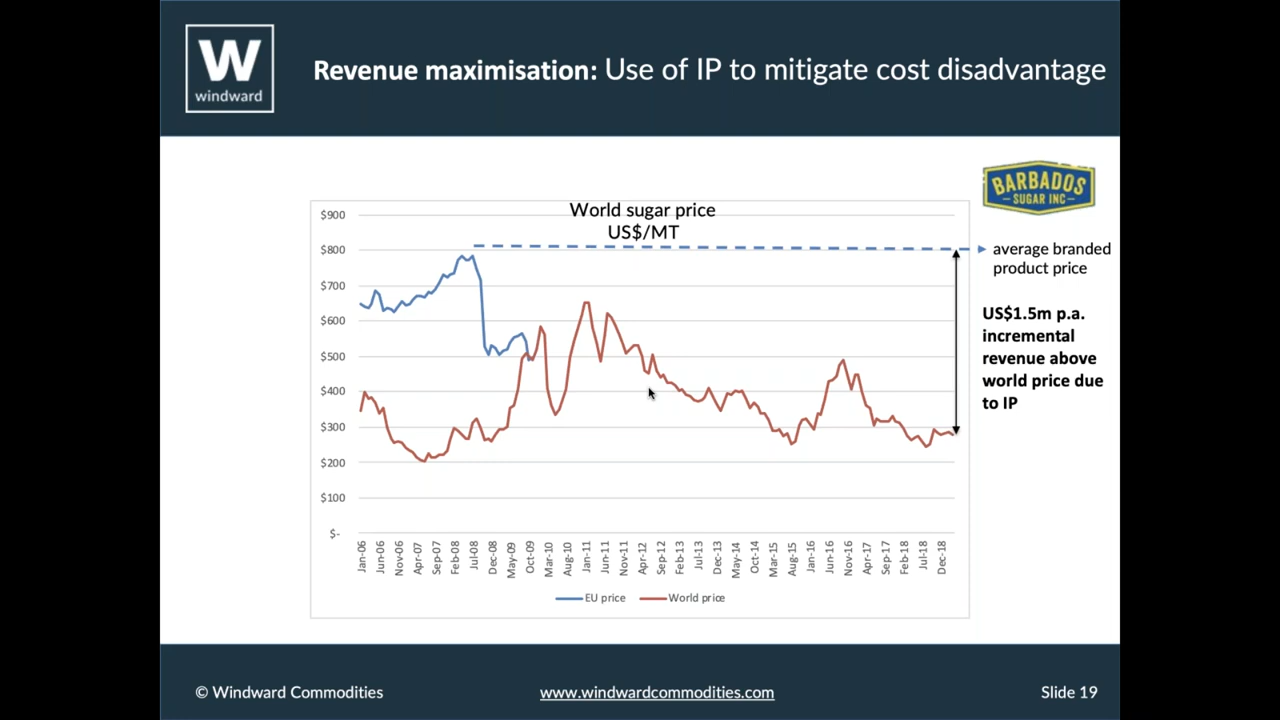 W
windward
Revenue maximisation: Use of IP to mitigate cost disadvantage
BARBADOS
SUGAR INC
World sugar price
US$/MT
$900
$800
$700
$600
$500
$400
$300
$200
$100
$-
average branded
product price
US$1.5m p.a.
incremental
revenue above
world price due
to IP
Jan-06
Jun-06
Nov-06
Apr-07
Sep-07
Feb-08
Jul-08
Dec-08
May-09
Oct-09
Mar-10
Aug-10
Jan-11
Jun-11
Nov-11
Apr-12
Sep-12
Feb-13
Jul-13
Dec-13
May-14
Oct-14
Mar-15
Aug-15
Jan-16
Jun-16
Nov-16
Apr-17
Sep-17
Feb-18
Jul-18
Dec-18
EU price
World price
© Windward Commodities
www.windwardcommodities.com
Slide 19